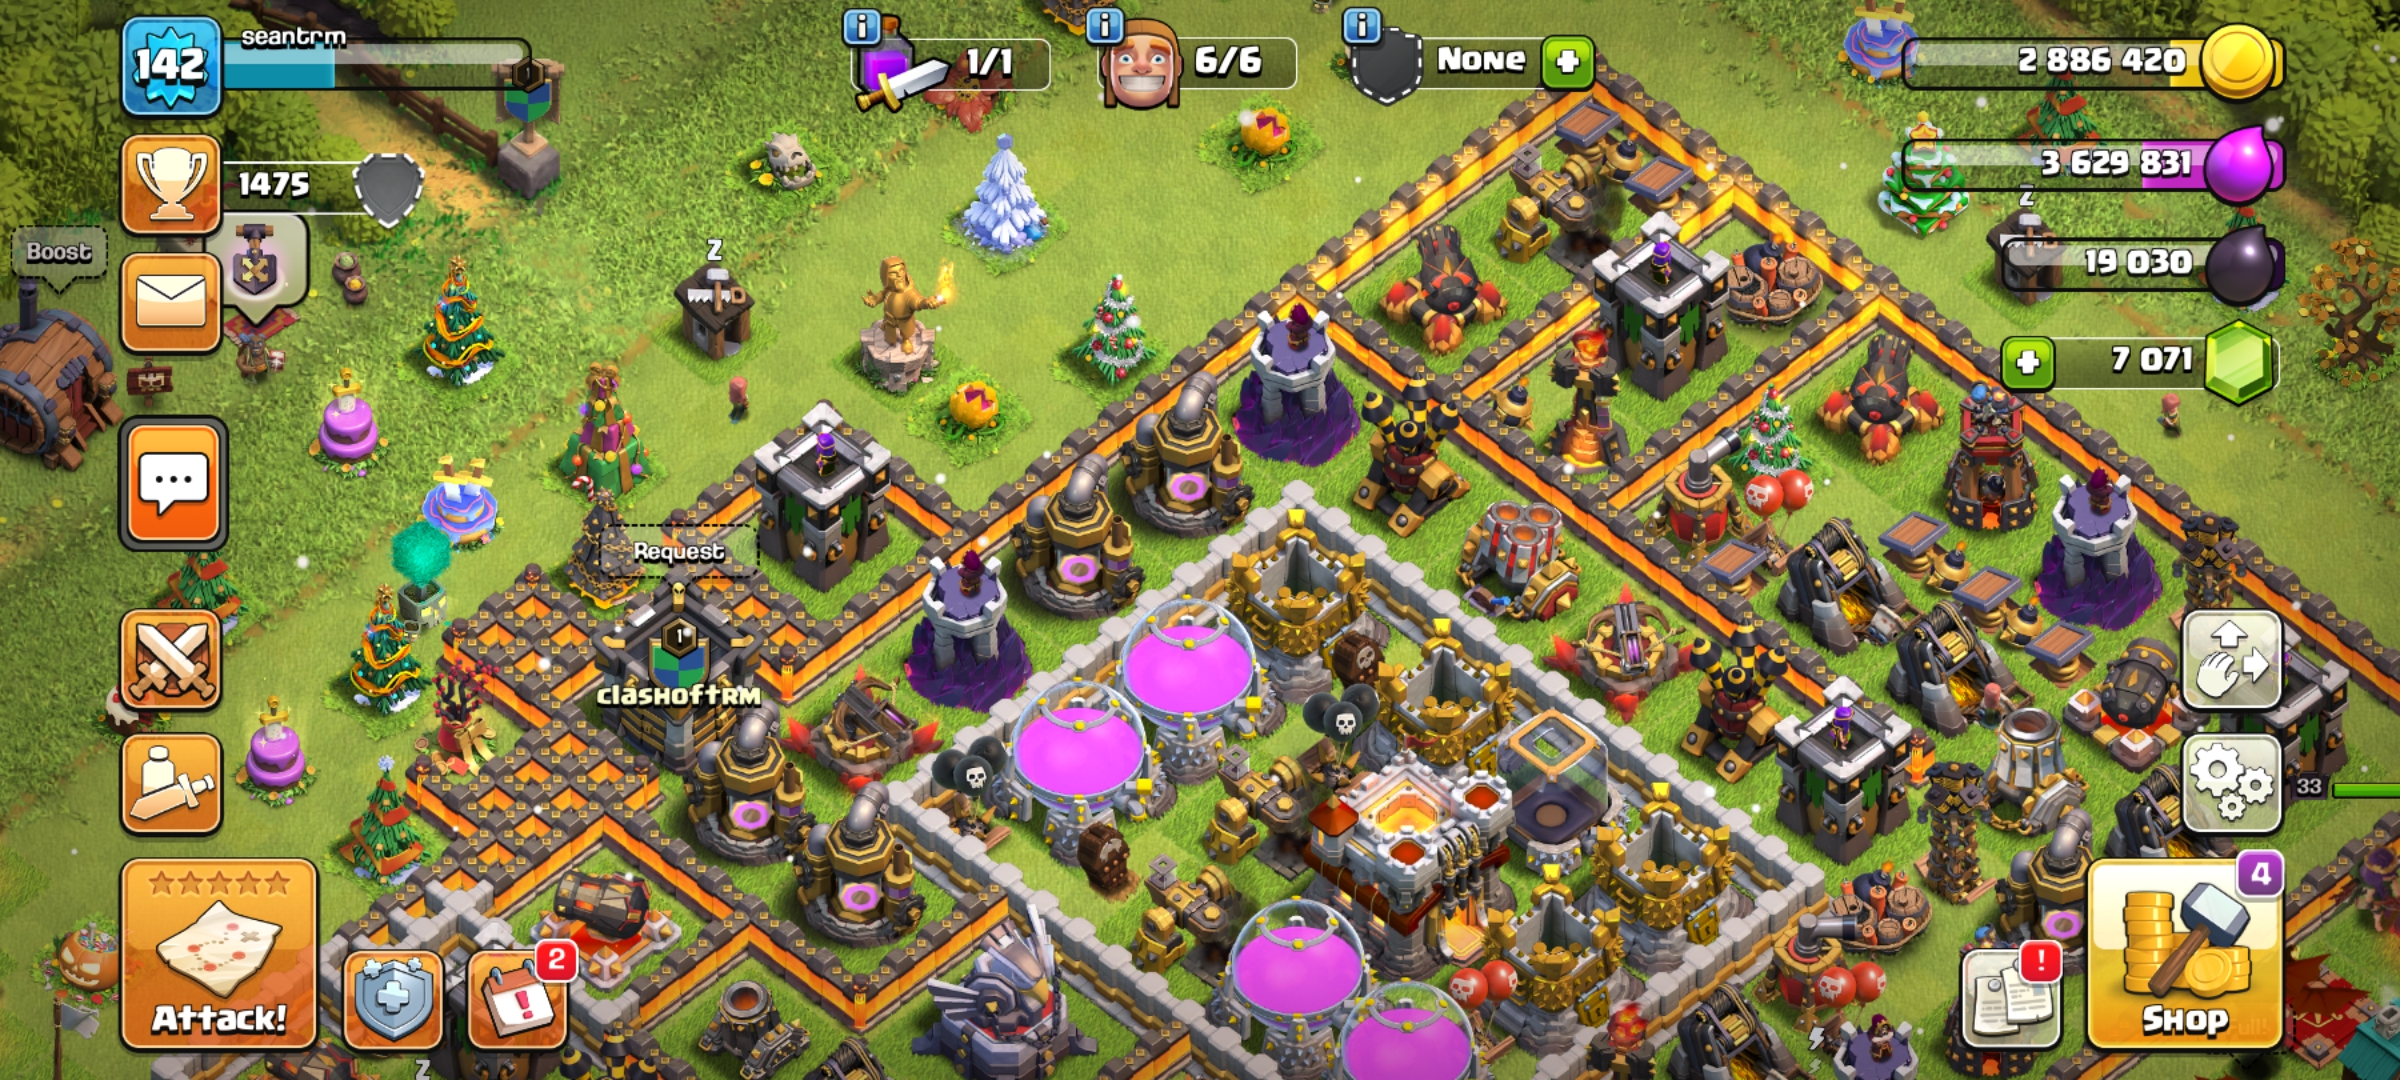 142
seantrm
1/1
6/6
None
2 886 420
1475
3 629 831
Z
Z
Boost
19 030
7 071
Request
1
clashoftRM
33
4
Attack!
2
!
Shop
Z